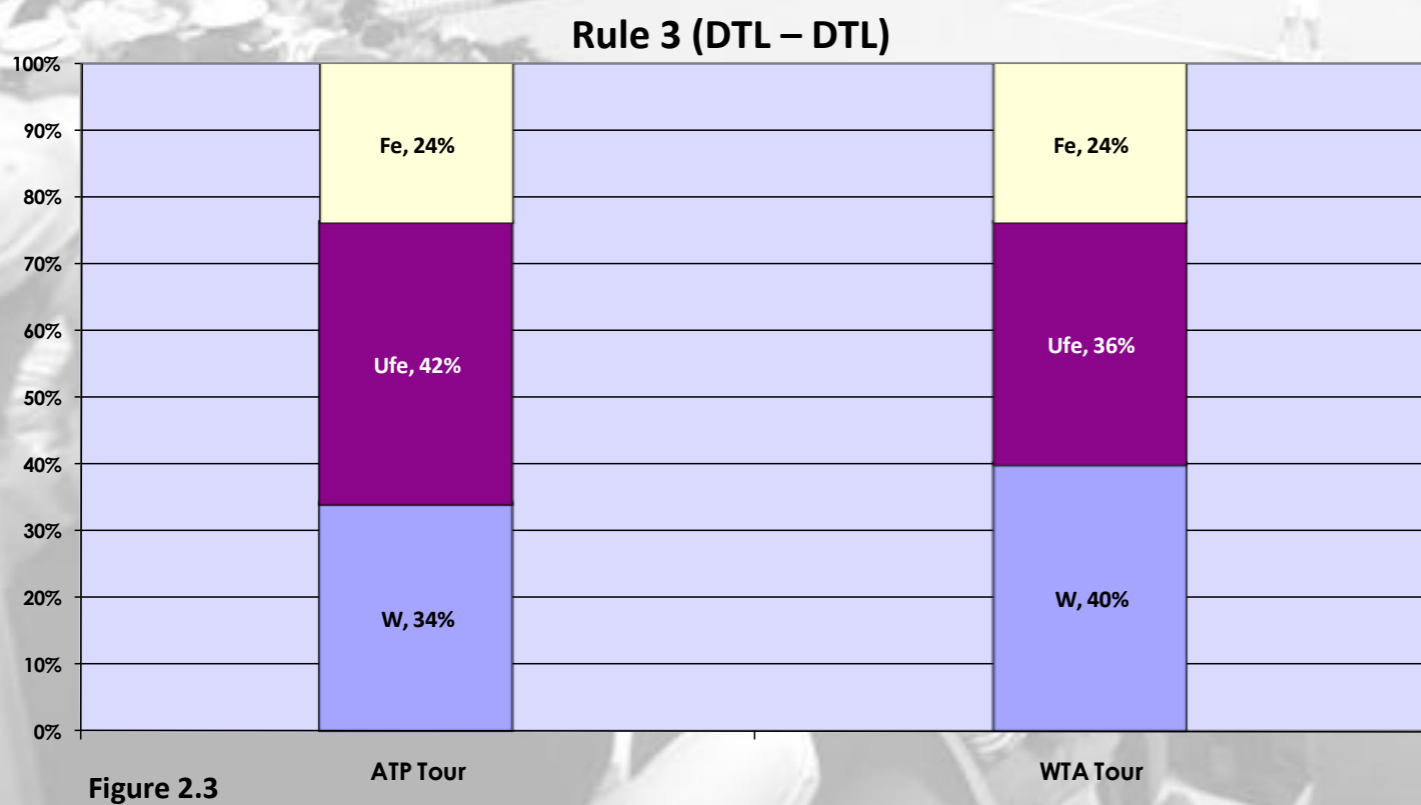 Rule 3 (DTL – DTL)
100%
90%
80%
70%
60%
50%
40%
30%
20%
10%
0%
Fe, 24%
Ufe, 42%
W, 34%
Fe, 24%
Ufe, 36%
W, 40%
ATP Tour
WTA Tour
Figure 2.3